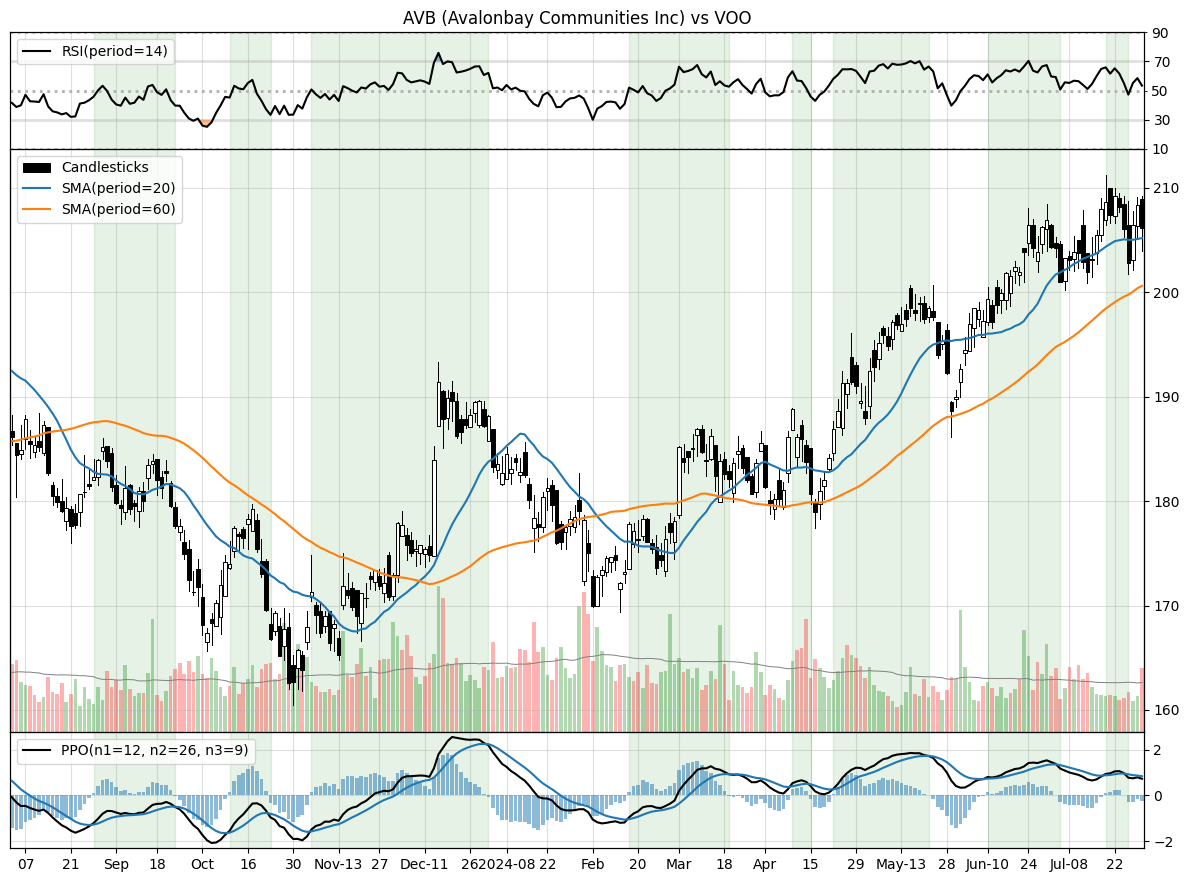 AVB (Avalonbay Communities Inc) vs VOO
RSI(period=14)
90
70
50
30
10
Candlesticks
SMA(period=20)
SMA(period=60)
210
200
190
180
170
160
PPO(n1=12, n2=26, n3=9)
2
0
−2
07 21 Sep 18 Oct 16 30 Nov-13 27 Dec-11 26 2024-08 22 Feb 20 Mar 18 Apr 15 29 May-13 28 Jun-10 24 Jul-08 22